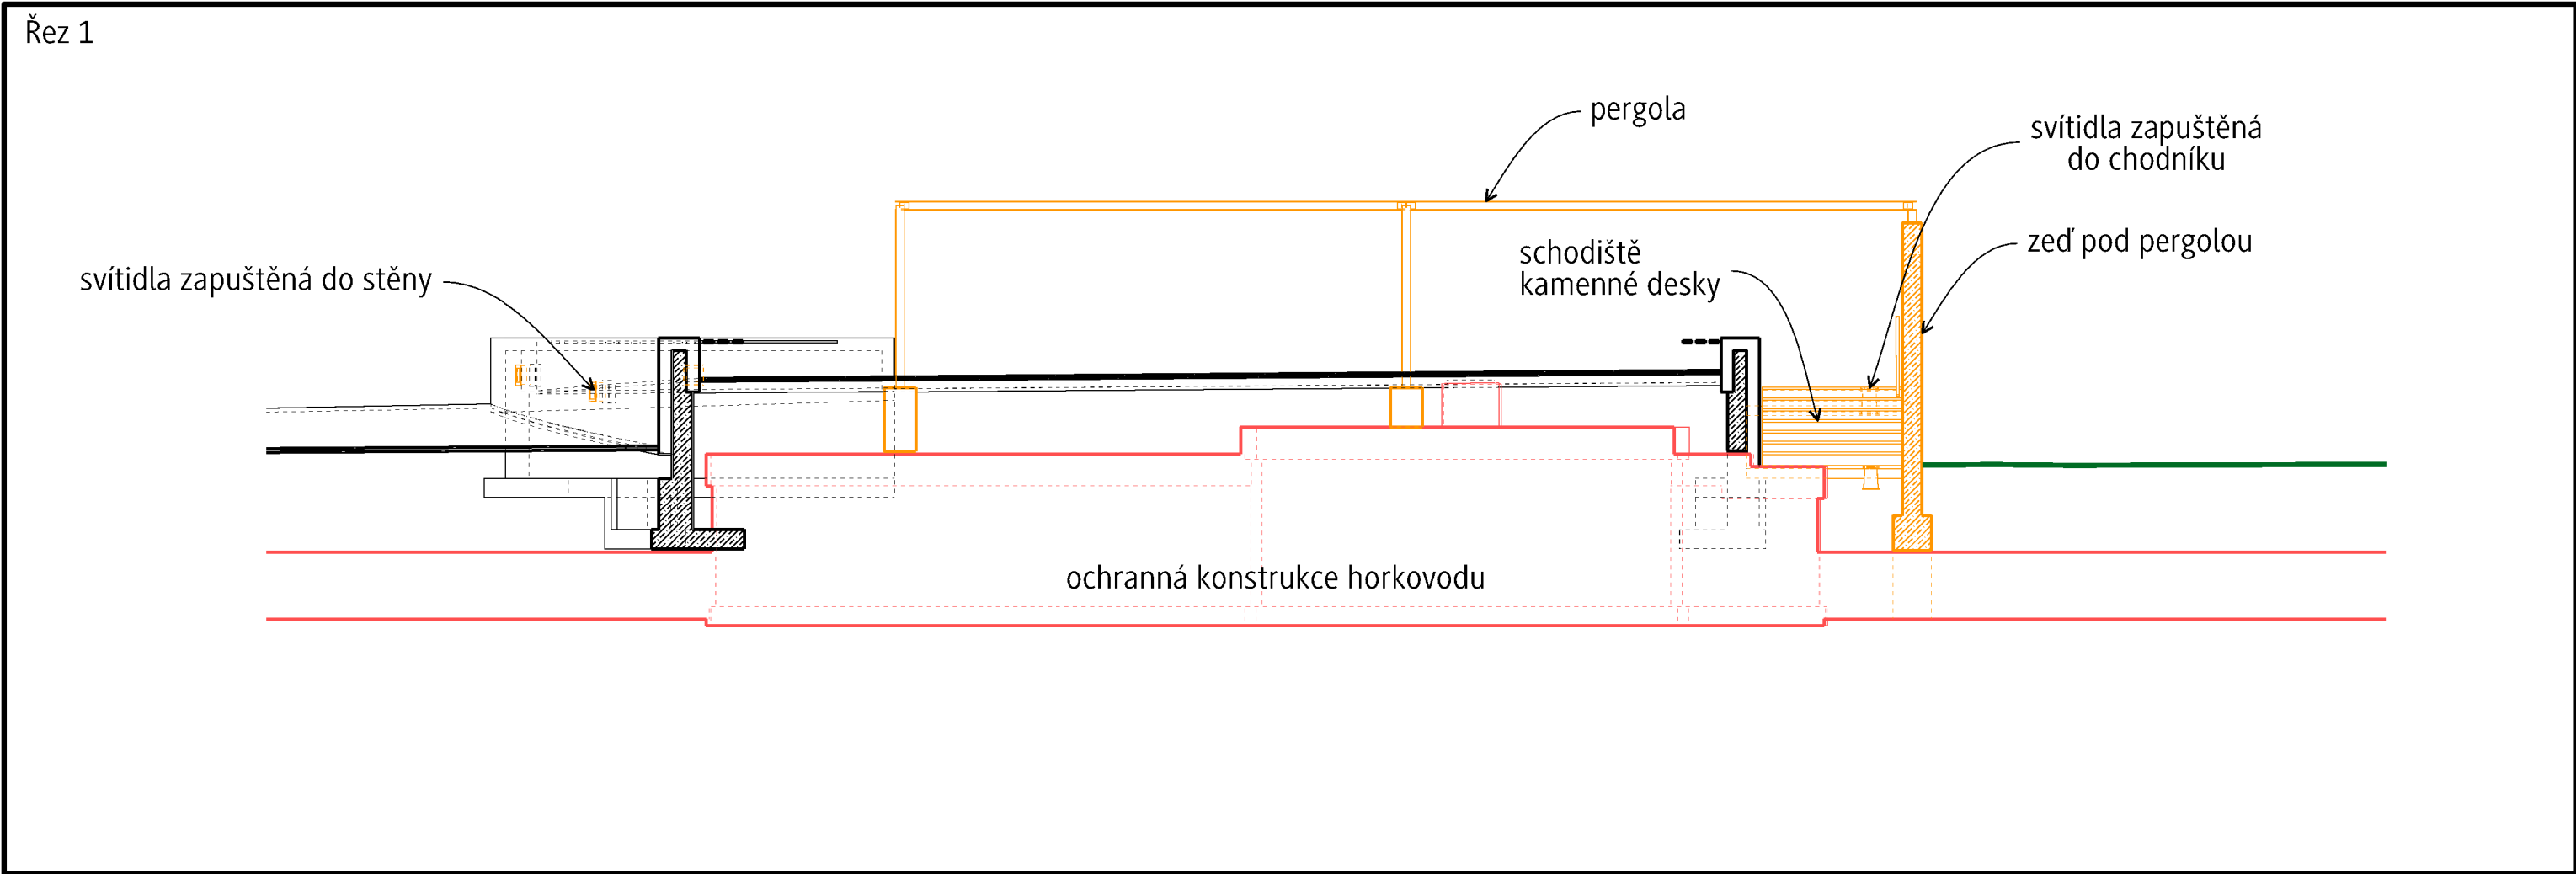 Řez 1
pergola
svítidla zapuštěná
do chodníku
zeď pod pergolou
schodiště
kamenné desky
svítidla zapuštěná do stěny
ochranná konstrukce horkovodu